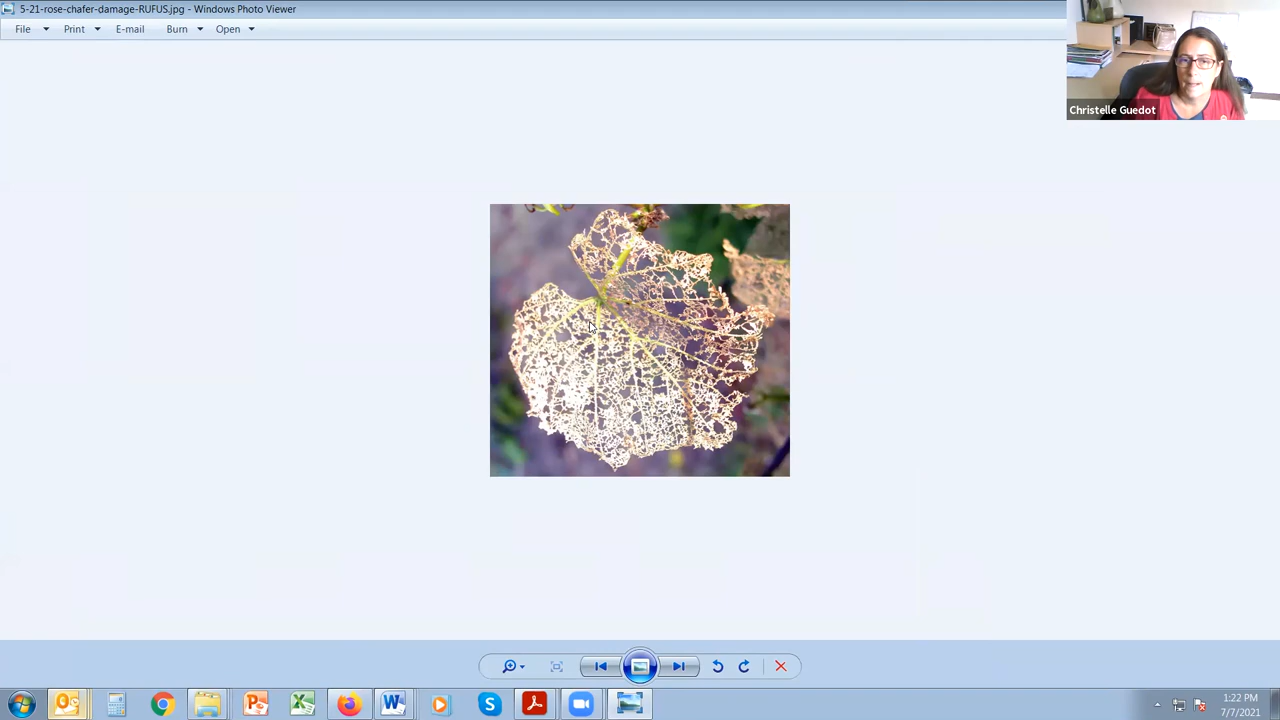 5-21-rose-chafer-damage-RUFUS.jpg - Windows Photo Viewer
File Print E-mail Burn Open
Christelle Guedot
1:22 PM
7/7/2021